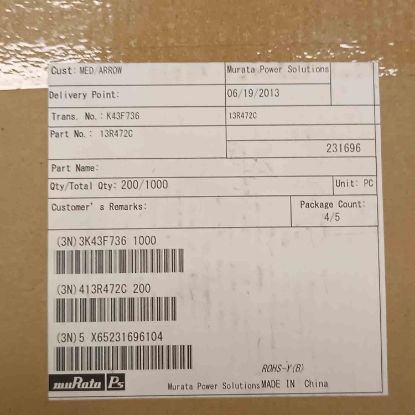 Cust: MED/ARROW
Murata Power Solutions
Delivery Point:
06/19/2013
Trans. No.: K43F736
13R472C
Part No.: 13R472C
231696
Part Name:
Qty/Total Qty: 200/1000
Unit: PC
Customer's Remarks:
Package Count:
4/5
(3N)3K43F736 1000
(3N)413R472C 200
(3N)5 X65231696104
ROHS-Y(B)
muRata Ps
Murata Power Solutions MADE IN China